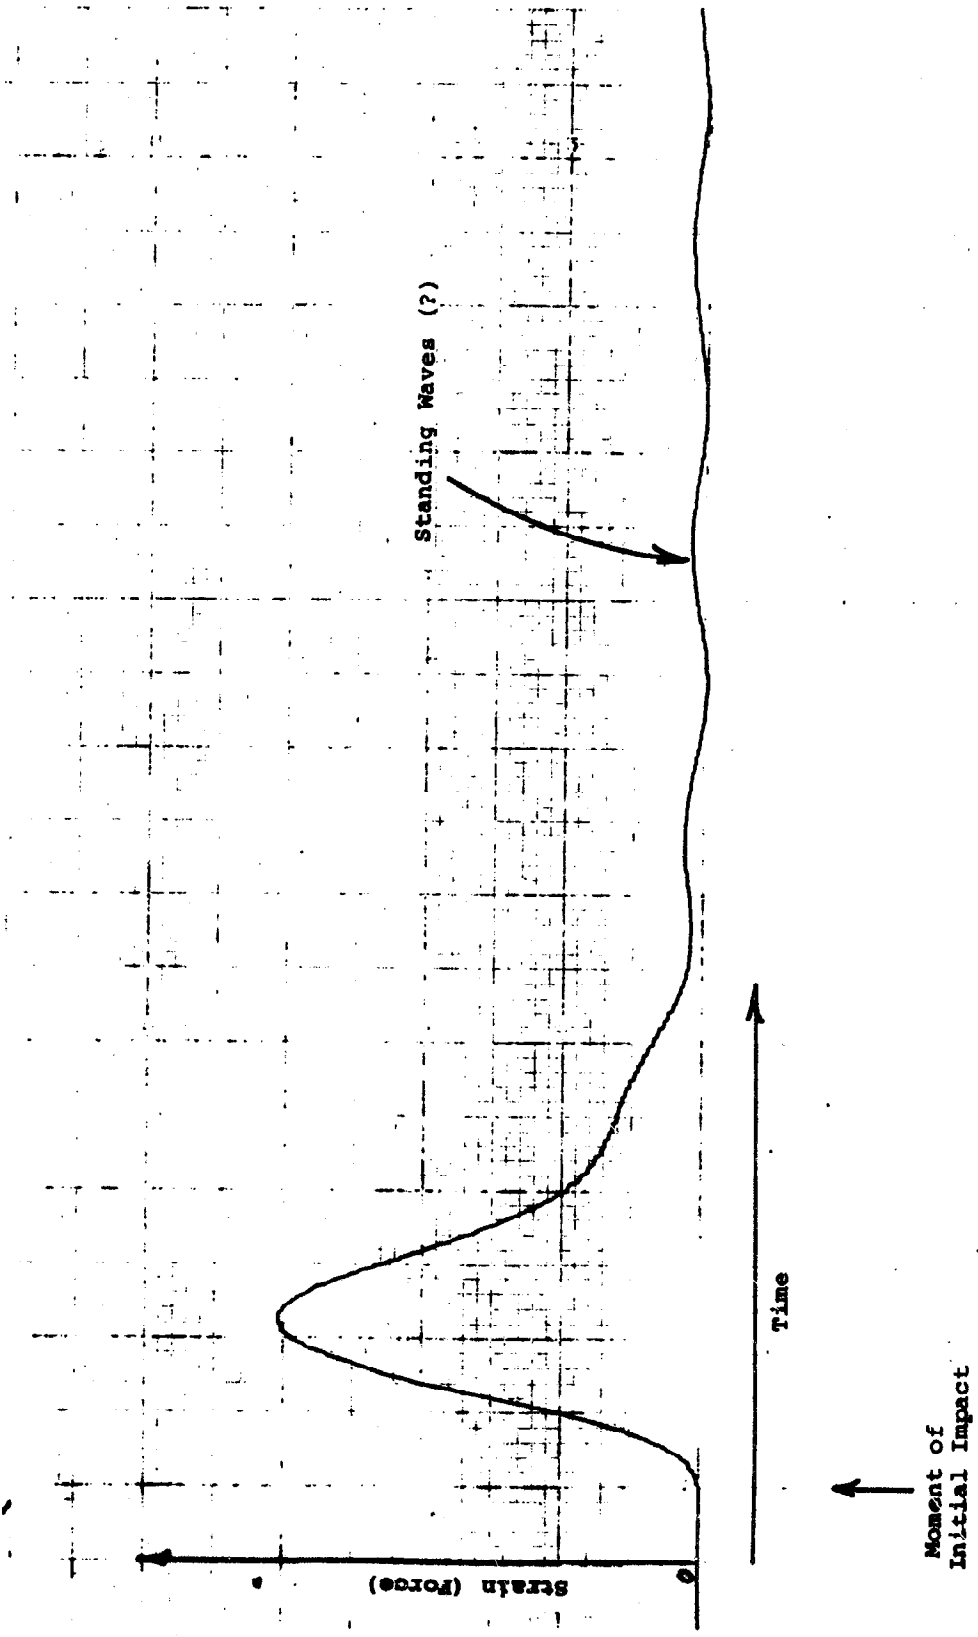 Standing Waves (?)
Strain (Force)
0
Time
Moment of
Initial Impact